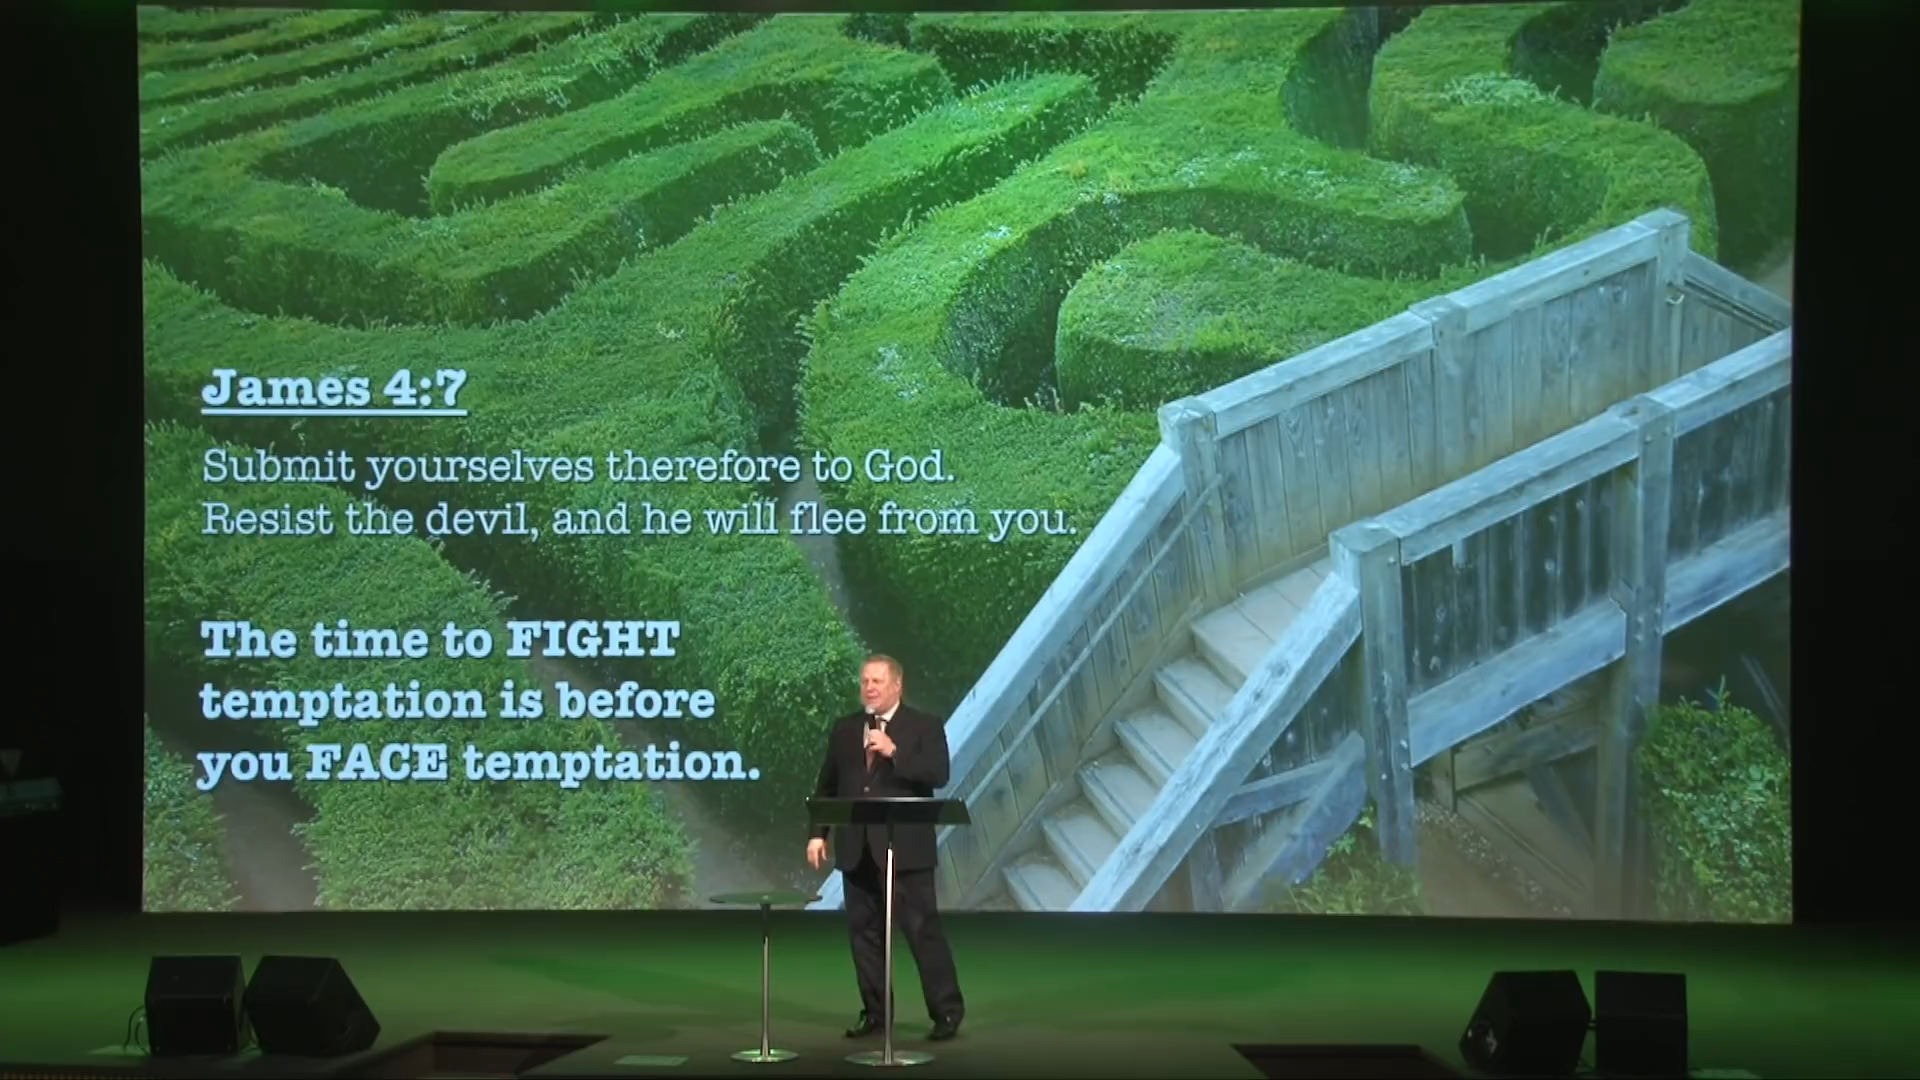 James 4:7
Submit yourselves therefore to God.
Resist the devil, and he will flee from you.
The time to FIGHT
temptation is before
you FACE temptation.